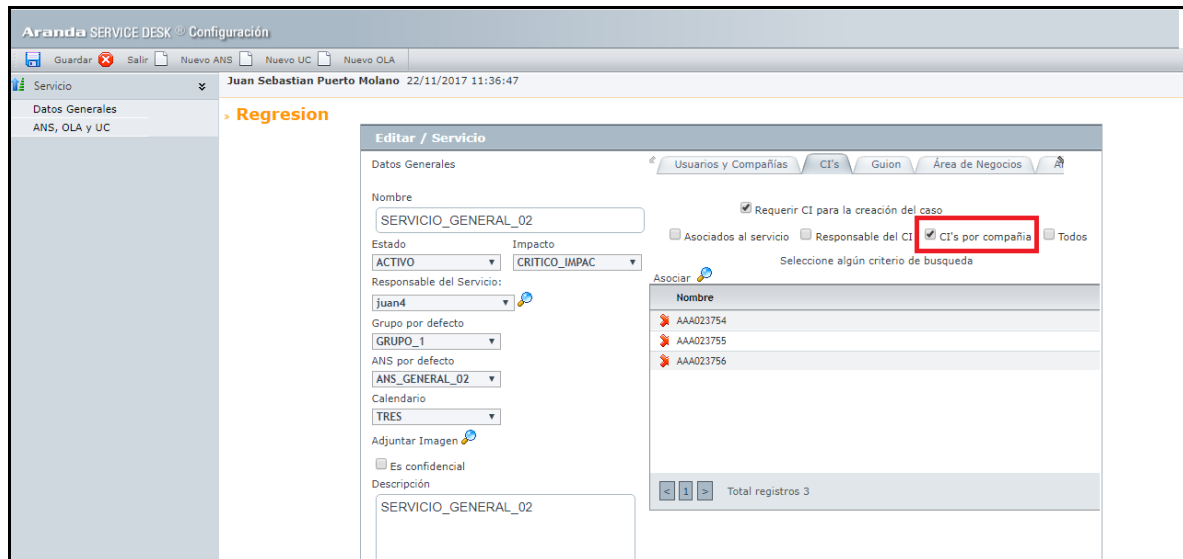 Aranda SERVICE DESK ® Configuración
Guardar Salir Nuevo ANS Nuevo UC Nuevo OLA
Servicio
Juan Sebastian Puerto Molano 22/11/2017 11:36:47
Datos Generales
ANS, OLA y UC
» Regresion
Editar / Servicio
Datos Generales
Usuarios y Compañías CI's Guion Área de Negocios
Nombre
SERVICIO_GENERAL_02
Requerir CI para la creación del caso
Asociados al servicio Responsable del CI CI's por compañia Todos
Estado Impacto
ACTIVO CRITICO_IMPAC
Seleccione algún criterio de busqueda
Asociar
Responsable del Servicio:
juan4
Nombre
AAA023754
AAA023755
AAA023756
Grupo por defecto
GRUPO_1
ANS por defecto
ANS_GENERAL_02
Calendario
TRES
Adjuntar Imagen
Es confidencial
Descripción
SERVICIO_GENERAL_02
< 1 > Total registros 3